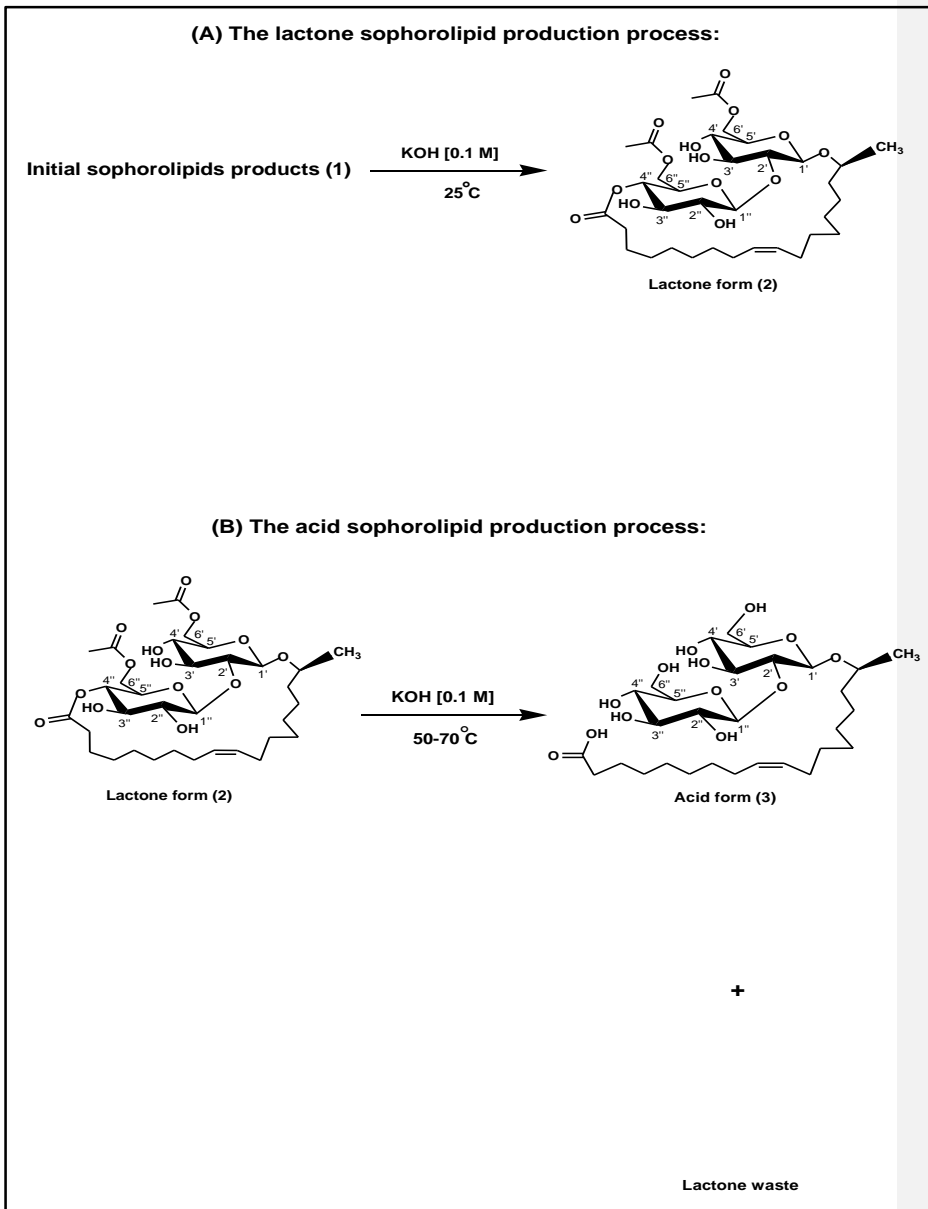 (A) The lactone sophorolipid production process:
Initial sophorolipids products (1)
KOH [0.1 M]
25°C
O
O
O
O
4'
6'
5'
O
HO
HO
3'
2'
1'
O
CH3
O
6"
4"
5"
O
O
HO
3"
2"
OH
1"
O
Lactone form (2)
(B) The acid sophorolipid production process:
O
O
O
O
4'
6'
5'
O
HO
HO
3'
2'
1'
O
CH3
O
6"
4"
5"
O
O
HO
3"
2"
OH
1"
O
Lactone form (2)
KOH [0.1 M]
50-70°C
OH
6'
4'
5'
O
HO
HO
3'
2'
1'
O
CH3
OH
6"
4"
5"
O
O
HO
HO
3"
2"
OH
1"
OH
O
Acid form (3)
+
Lactone waste